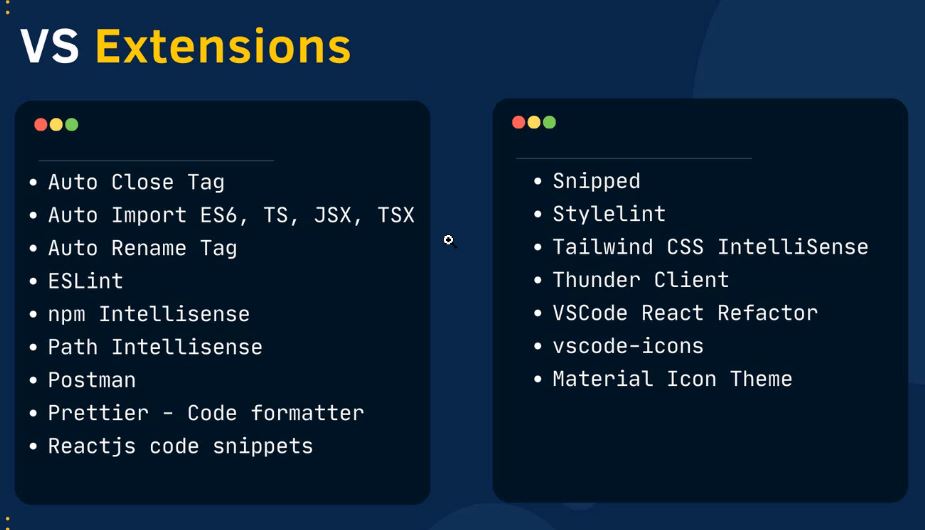 VS Extensions
• Auto Close Tag
• Auto Import ES6, TS, JSX, TSX
• Auto Rename Tag
• ESLint
• npm Intellisense
• Path Intellisense
• Postman
• Prettier - Code formatter
• Reactjs code snippets
• Snipped
• Stylelint
• Tailwind CSS IntelliSense
• Thunder Client
• VSCode React Refactor
• vscode-icons
• Material Icon Theme